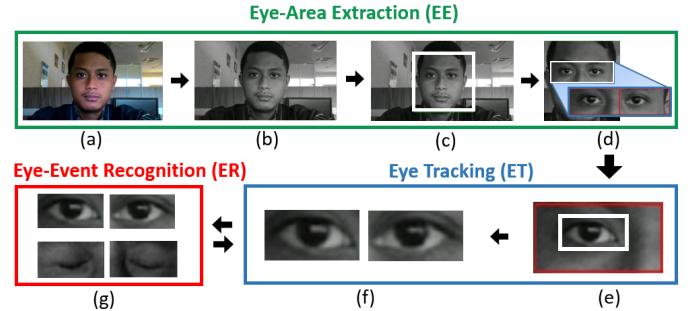 Eye-Area Extraction (EE)
(a)
(b)
(c)
(d)
Eye-Event Recognition (ER)
Eye Tracking (ET)
(g)
(f)
(e)